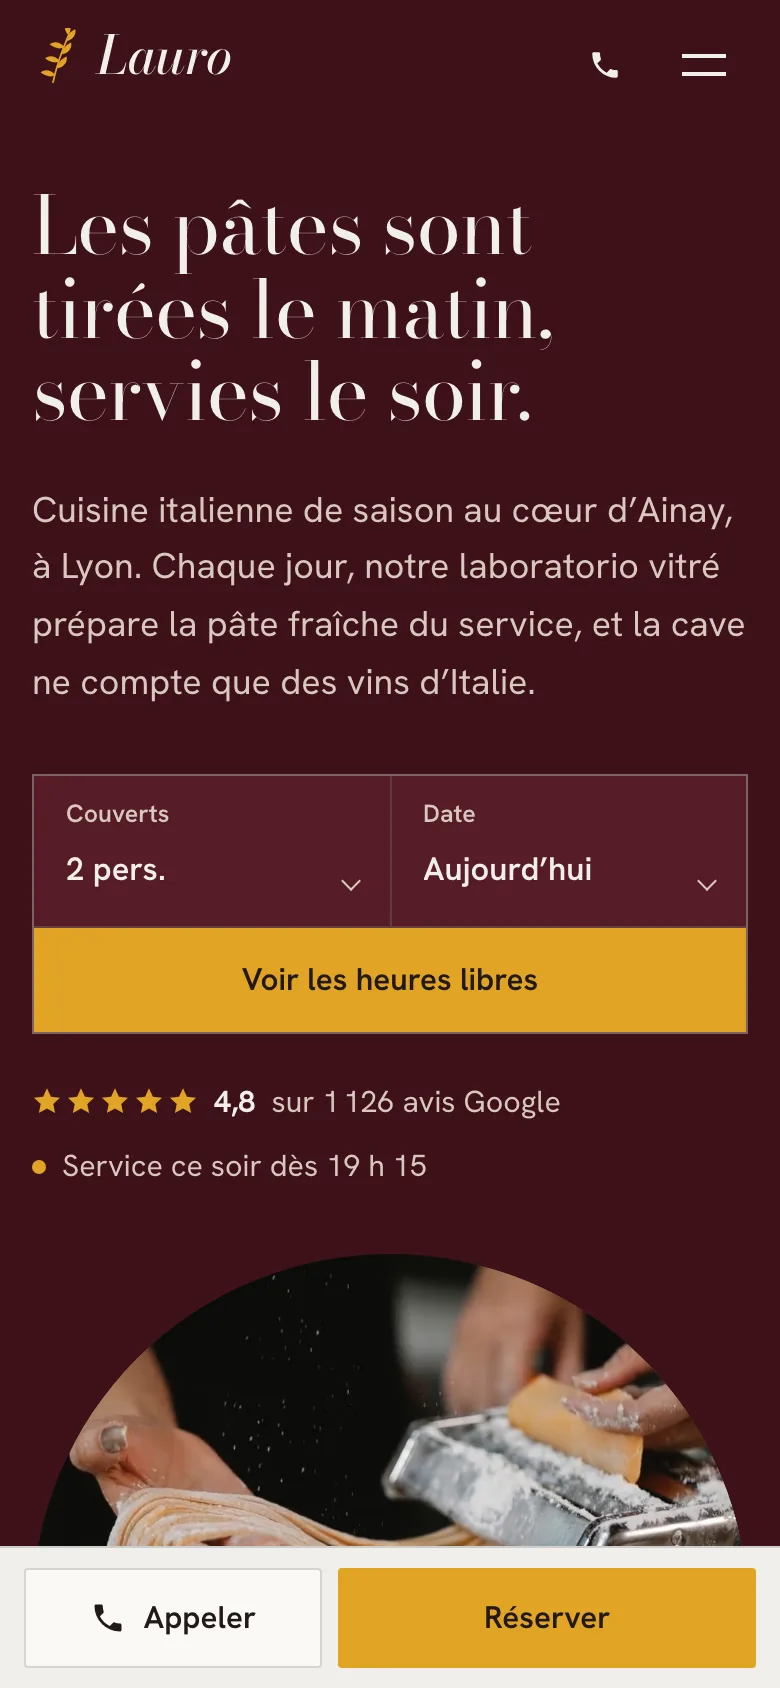 Lauro
Les pâtes sont
tirées le matin,
servies le soir.
Cuisine italienne de saison au cœur d’Ainay,
à Lyon. Chaque jour, notre laboratorio vitré
prépare la pâte fraîche du service, et la cave
ne compte que des vins d’Italie.
Couverts
2 pers.
Date
Aujourd’hui
Voir les heures libres
4,8 sur 1 126 avis Google
Service ce soir dès 19 h 15
Appeler
Réserver